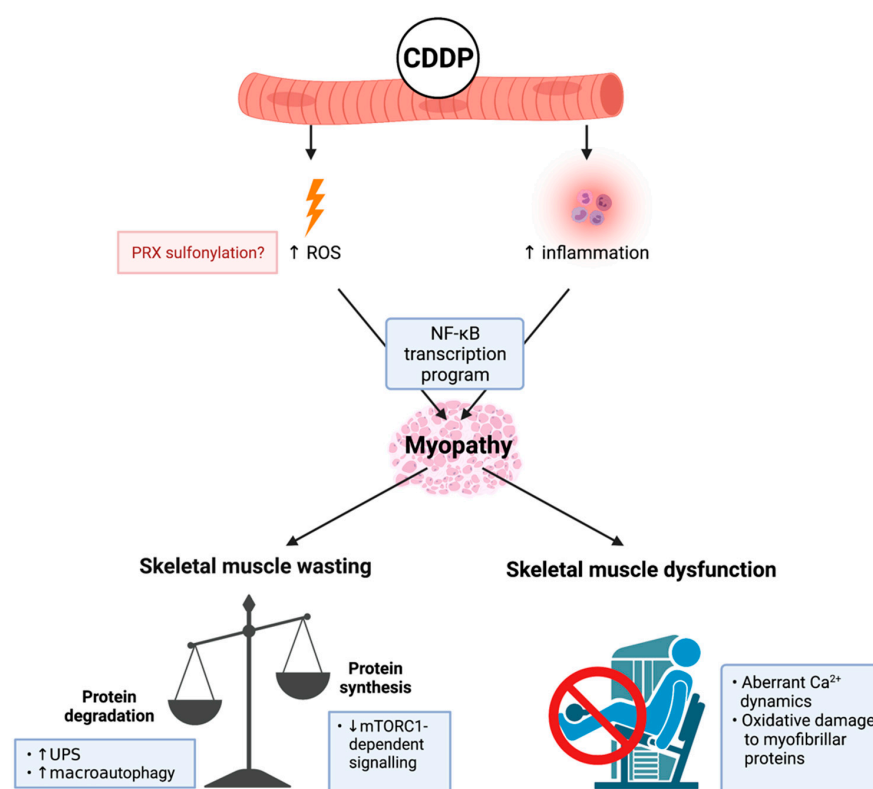 CDDP
PRX sulfonylation?
↑ ROS
↑ inflammation
NF-κB
transcription
program
Myopathy
Skeletal muscle wasting
Skeletal muscle dysfunction
Protein
degradation
Protein
synthesis
• ↑UPS
• ↑macroautophagy
• ↓mTORC1-
dependent
signalling
• Aberrant Ca²⁺
dynamics
• Oxidative damage
to myofibrillar
proteins